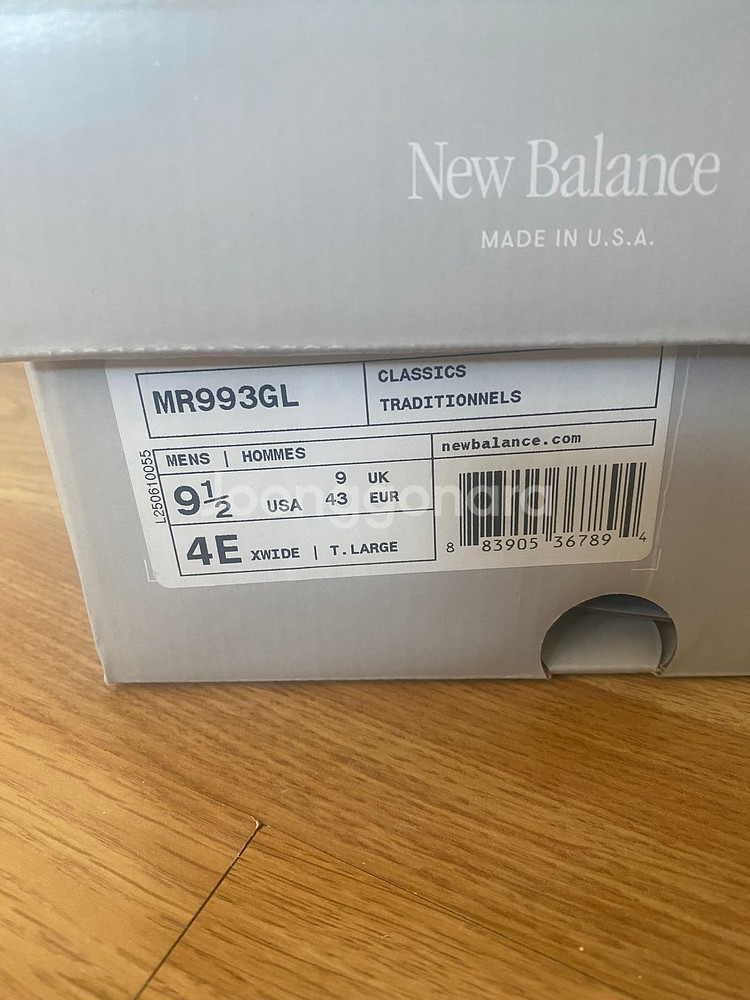 New Balance
MADE IN U.S.A.
MR993GL
CLASSICS
TRADITIONNELS
MENS | HOMMES
newbalance.com
9½ USA
9 UK
43 EUR
4E XWIDE | T.LARGE
8 83905 36789 4
L250610055
Joonggonara